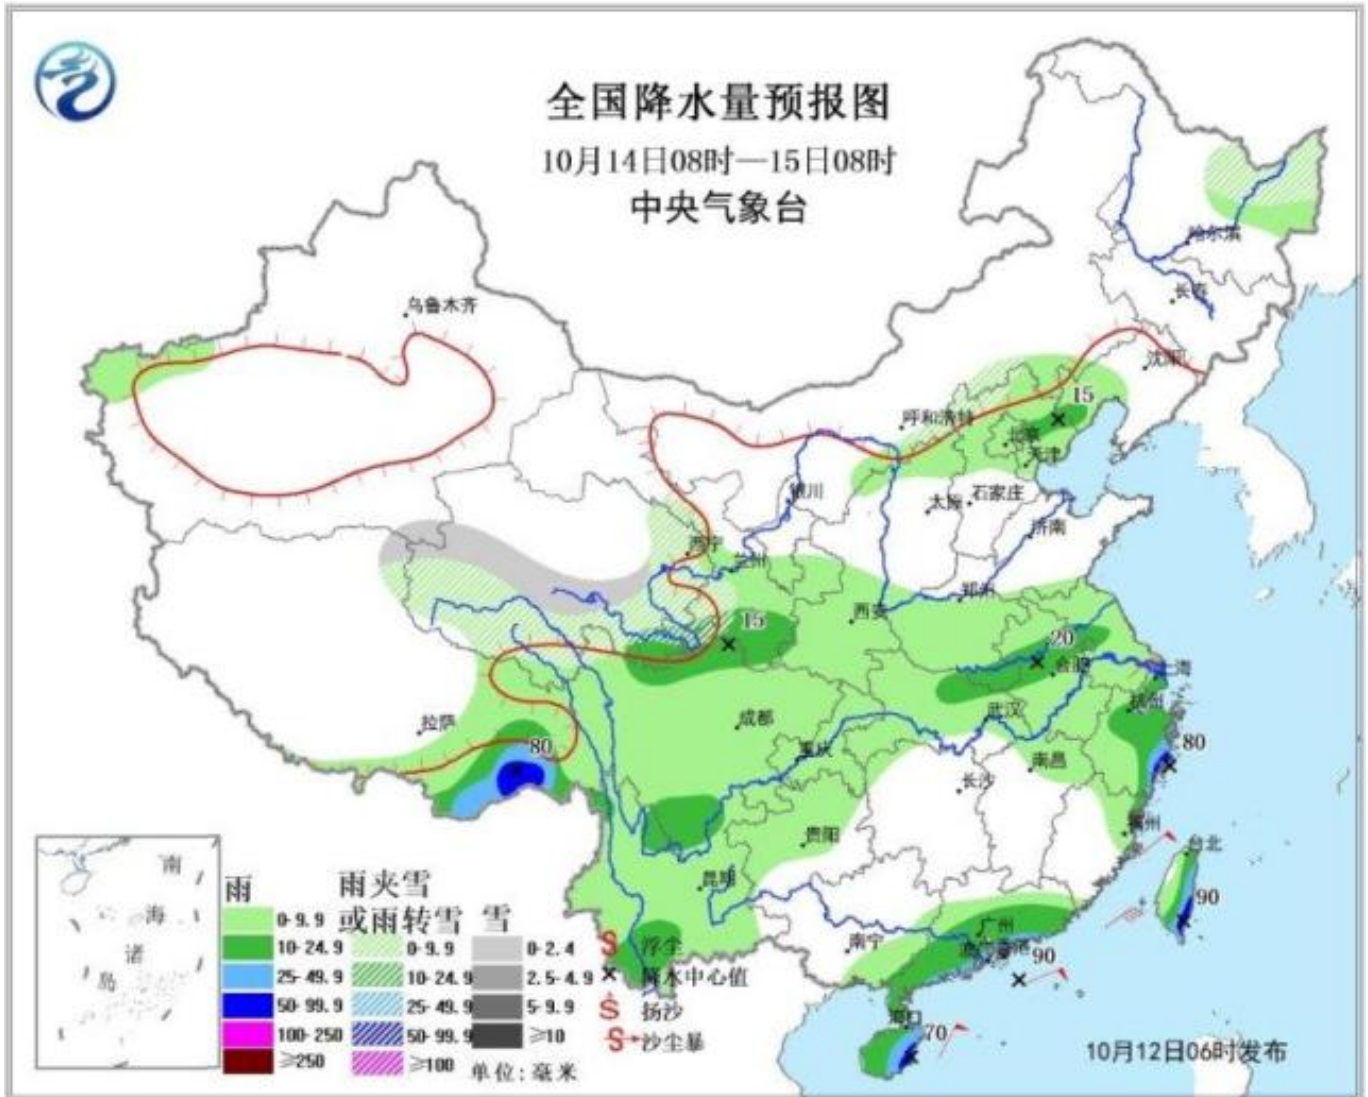 全国降水量预报图
10月14日08时—15日08时
中央气象台
哈尔滨
长春
乌鲁木齐
沈阳
15
呼和浩特
北京
天津
银川
太原
石家庄
济南
西宁
兰州
郑州
西安
15
20
合肥
上海
杭州
拉萨
成都
武汉
80
重庆
南昌
80
长沙
贵阳
福州
台北
昆明
90
广州
南宁
香港
90
海口
70
南
海
诸
岛
雨
雨夹雪
或雨转雪
雪
0-9.9
0-9.9
0-2.4
浮尘
10-24.9
10-24.9
2.5-4.9
降水中心值
25-49.9
25-49.9
5-9.9
扬沙
50-99.9
50-99.9
≥10
沙尘暴
100-250
≥100
≥250
单位:毫米
10月12日06时发布